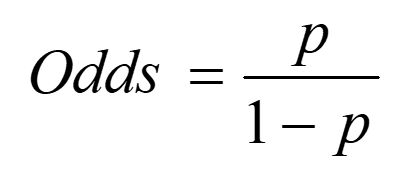 Odds = p / 1 − p